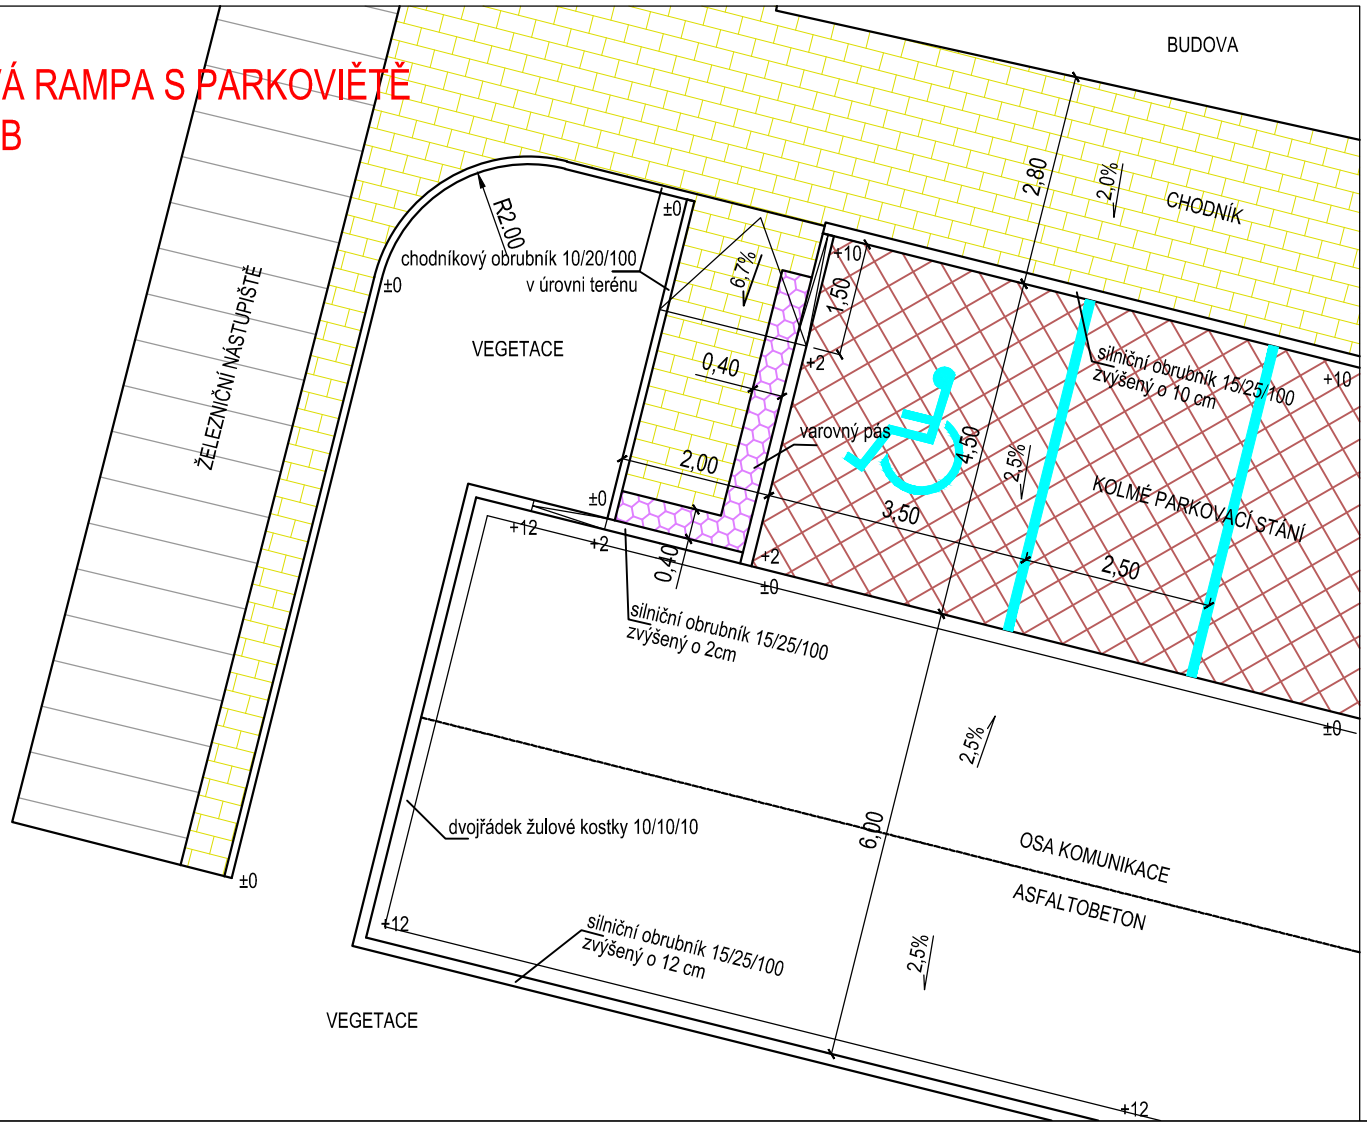 BUDOVA
VÁ RAMPA S PARKOVIĚTĚ
B
2,80
2,0%
CHODNÍK
±0
R2.00
chodníkový obrubník 10/20/100
v úrovni terénu
6,7%
+10
1,50
±0
ŽELEZNIČNÍ NÁSTUPIŠTĚ
VEGETACE
0,40
+2
silniční obrubník 15/25/100
zvýšený o 10 cm
+10
varovný pás
2,00
4,50
2,5%
KOLMÉ PARKOVACÍ STÁNÍ
±0
3,50
+12
+2
0,40
+2
±0
2,50
silniční obrubník 15/25/100
zvýšený o 2cm
2,5%
±0
dvojřádek žulové kostky 10/10/10
6,00
OSA KOMUNIKACE
ASFALTOBETON
±0
+12
silniční obrubník 15/25/100
zvýšený o 12 cm
2,5%
VEGETACE
+12